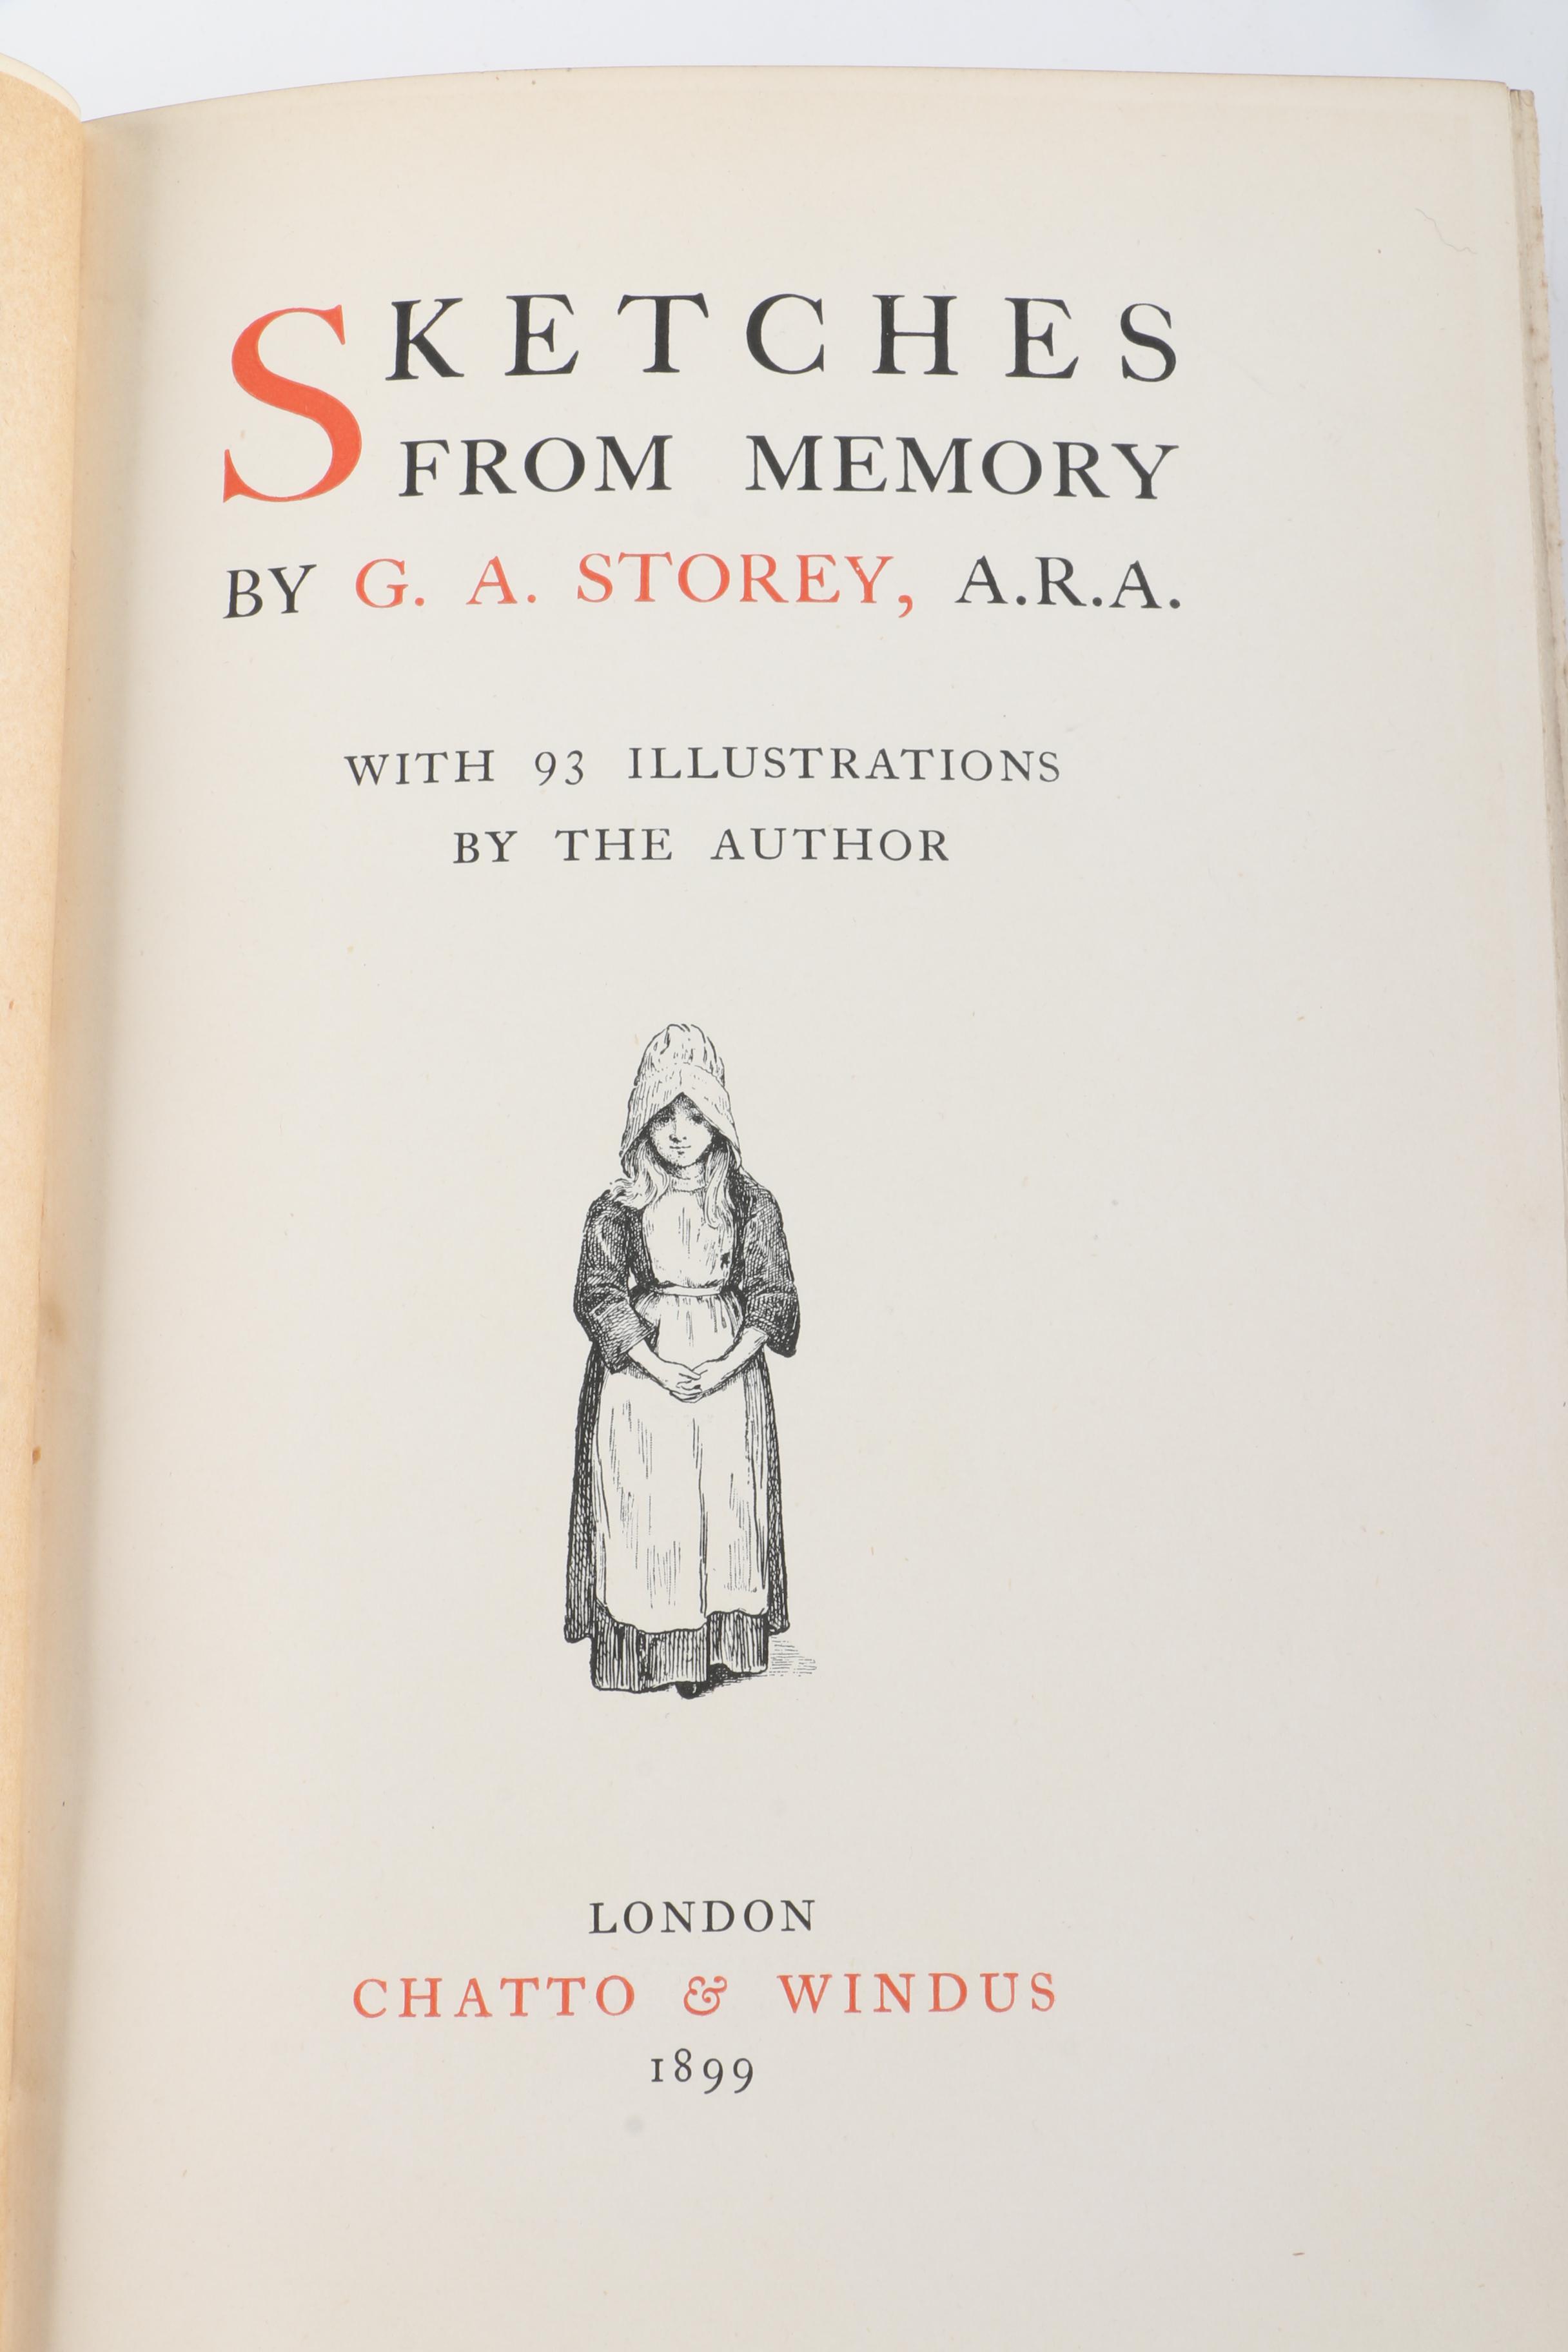 SKETCHES
FROM MEMORY
BY G. A. STOREY, A.R.A.
WITH 93 ILLUSTRATIONS
BY THE AUTHOR
LONDON
CHATTO & WINDUS
1899